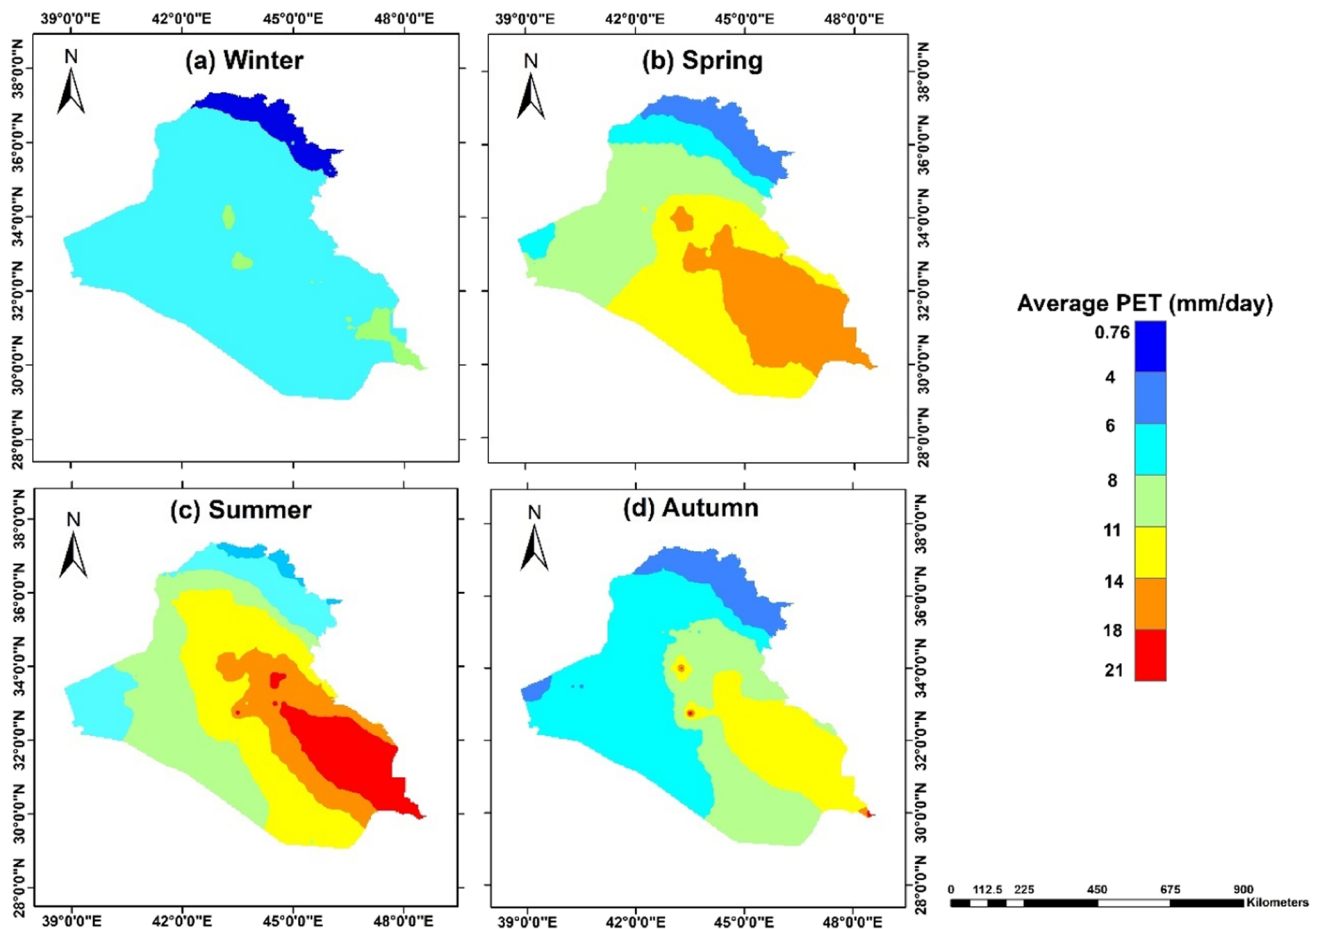 39°0'0"E 42°0'0"E 45°0'0"E 48°0'0"E
39°0'0"E 42°0'0"E 45°0'0"E 48°0'0"E
(a) Winter
N
38°0'0"N
36°0'0"N
34°0'0"N
32°0'0"N
30°0'0"N
28°0'0"N
(b) Spring
N
38°0'0"N
36°0'0"N
34°0'0"N
32°0'0"N
30°0'0"N
28°0'0"N
(c) Summer
N
38°0'0"N
36°0'0"N
34°0'0"N
32°0'0"N
30°0'0"N
28°0'0"N
(d) Autumn
N
38°0'0"N
36°0'0"N
34°0'0"N
32°0'0"N
30°0'0"N
28°0'0"N
39°0'0"E 42°0'0"E 45°0'0"E 48°0'0"E
39°0'0"E 42°0'0"E 45°0'0"E 48°0'0"E
Average PET (mm/day)
0.76
4
6
8
11
14
18
21
0 112.5 225 450 675 900
Kilometers